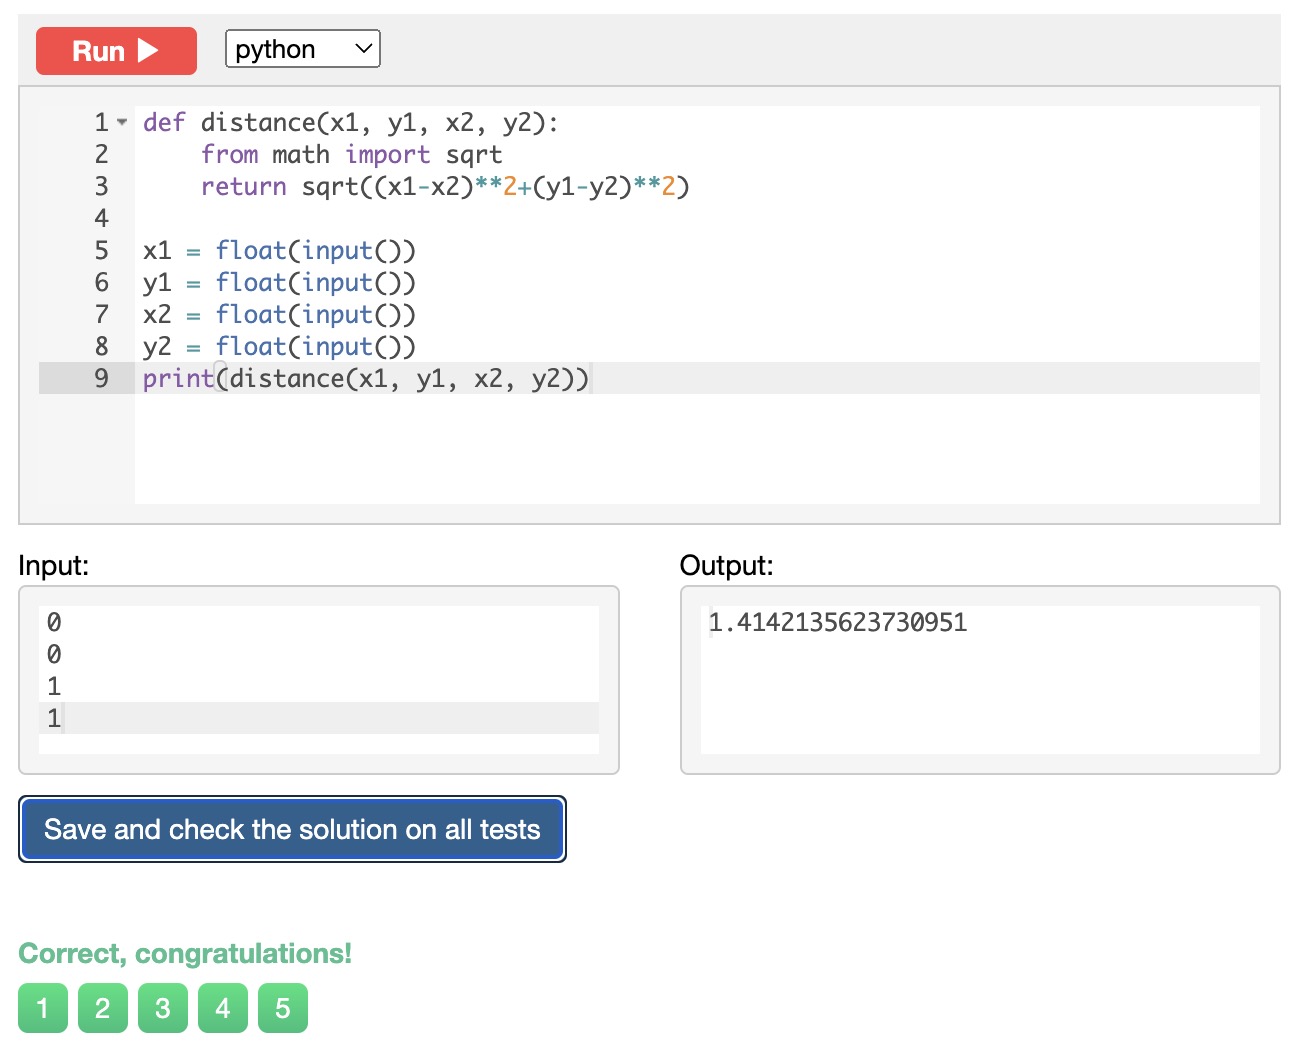 Run python
1 def distance(x1, y1, x2, y2):
2     from math import sqrt
3     return sqrt((x1-x2)**2+(y1-y2)**2)
4
5 x1 = float(input())
6 y1 = float(input())
7 x2 = float(input())
8 y2 = float(input())
9 print(distance(x1, y1, x2, y2))
Input:
0
0
1
1
Output:
1.4142135623730951
Save and check the solution on all tests
Correct, congratulations!
1 2 3 4 5